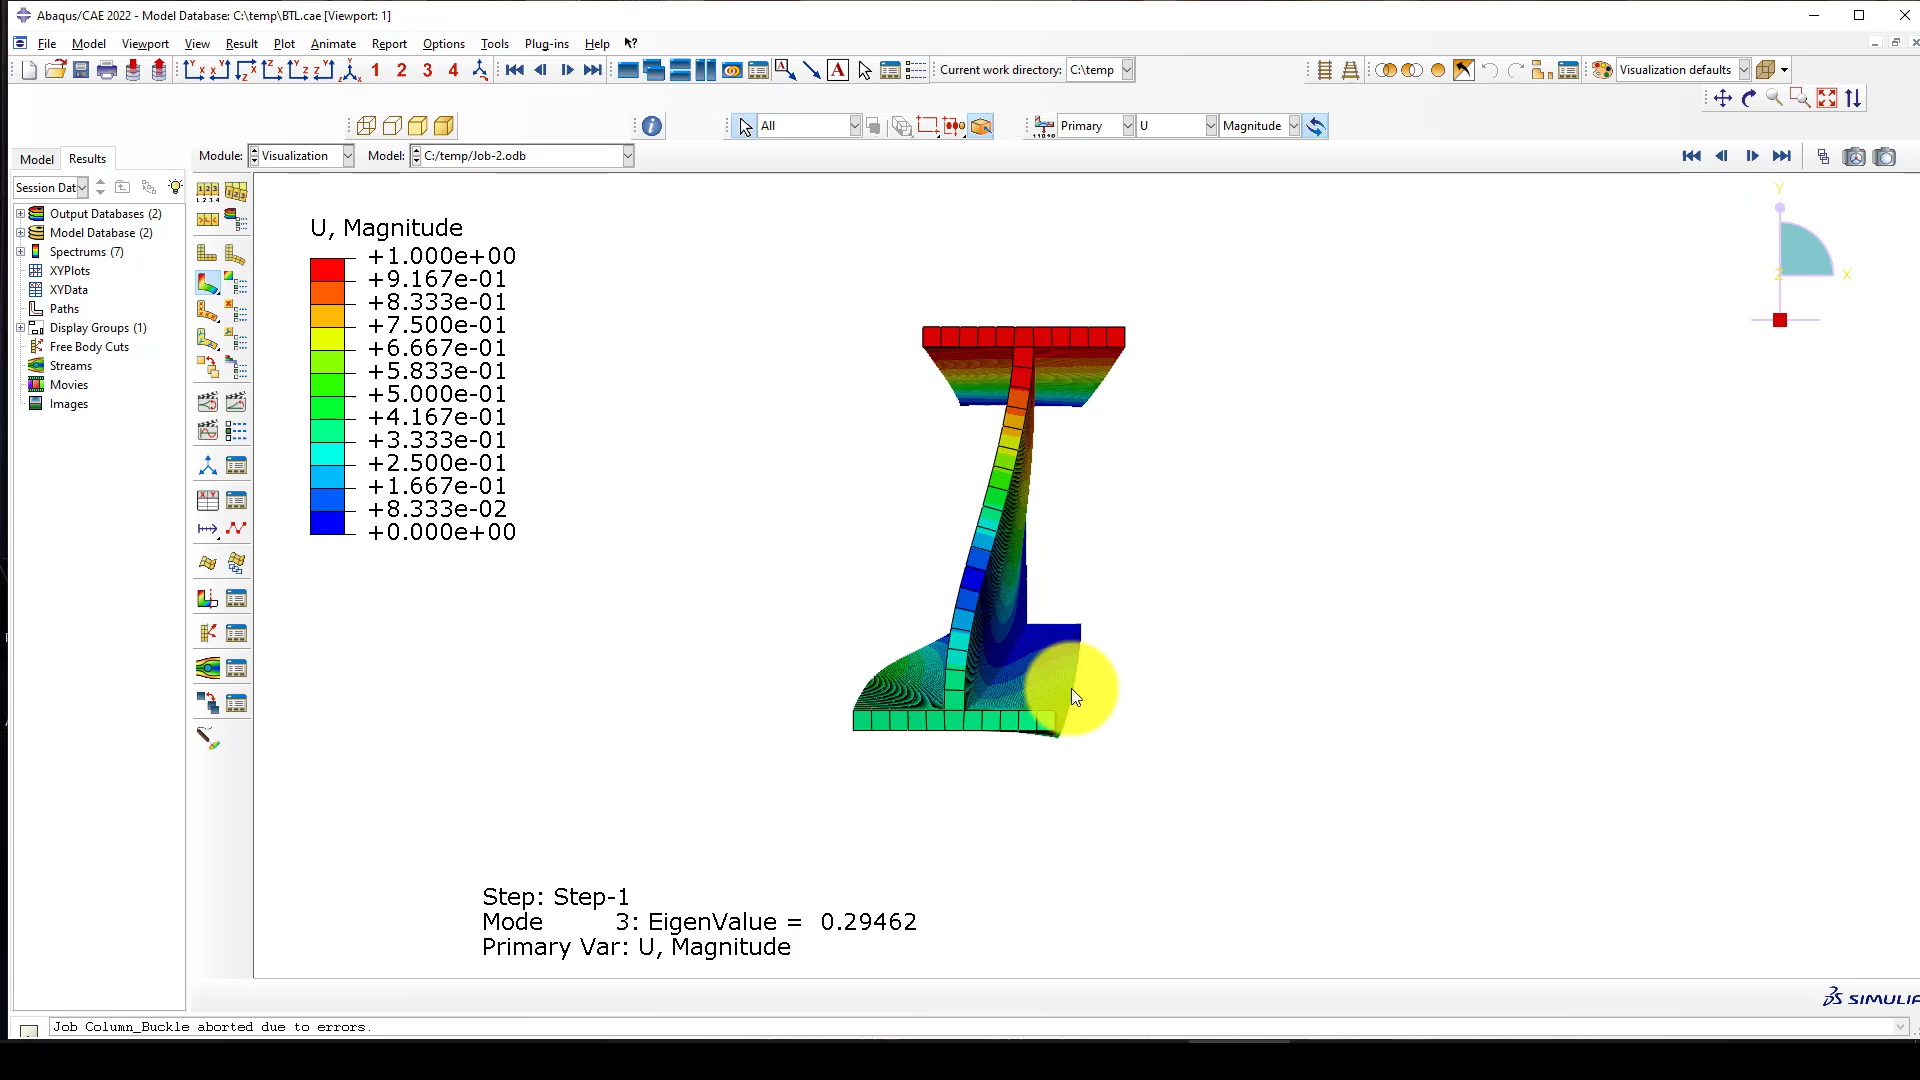 Abaqus/CAE 2022 - Model Database: C:\temp\BTL.cae [Viewport: 1]
File Model Viewport View Result Plot Animate Report Options Tools Plug-ins Help
1 2 3 4 A A Current work directory: C:\temp Visualization defaults
All Primary U Magnitude
Model Results Module: Visualization Model: C:/temp/Job-2.odb
Session Dat
Output Databases (2)
Model Database (2)
Spectrums (7)
XYPlots
XYData
Paths
Display Groups (1)
Free Body Cuts
Streams
Movies
Images
U, Magnitude
+1.000e+00
+9.167e-01
+8.333e-01
+7.500e-01
+6.667e-01
+5.833e-01
+5.000e-01
+4.167e-01
+3.333e-01
+2.500e-01
+1.667e-01
+8.333e-02
+0.000e+00
Y
Z X
Step: Step-1
Mode 3: EigenValue = 0.29462
Primary Var: U, Magnitude
Job Column_Buckle aborted due to errors.